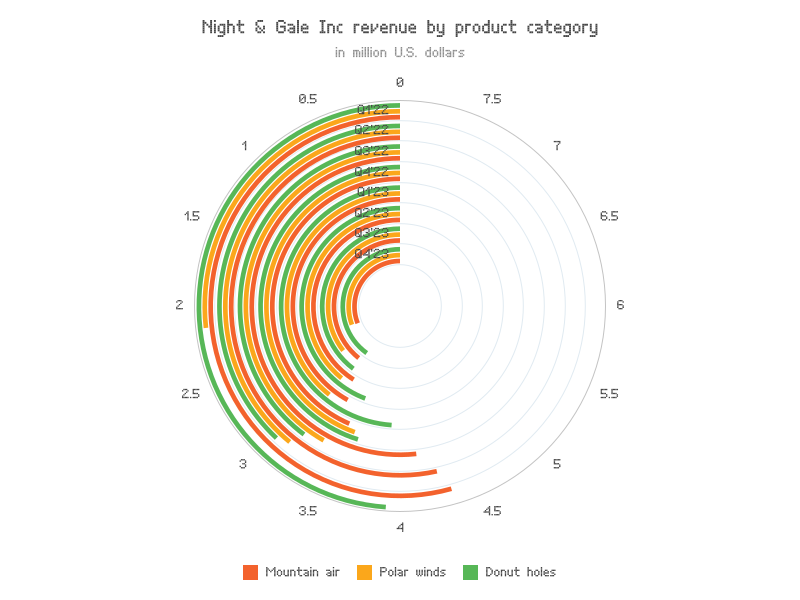 Night & Gale Inc revenue by product category
in million U.S. dollars
0
0.5
7.5
Q1'22
Q2'22
1
7
Q3'22
Q4'22
Q1'23
1.5
Q2'23
6.5
Q3'23
Q4'23
2
6
2.5
5.5
3
5
3.5
4.5
4
Mountain air
Polar winds
Donut holes